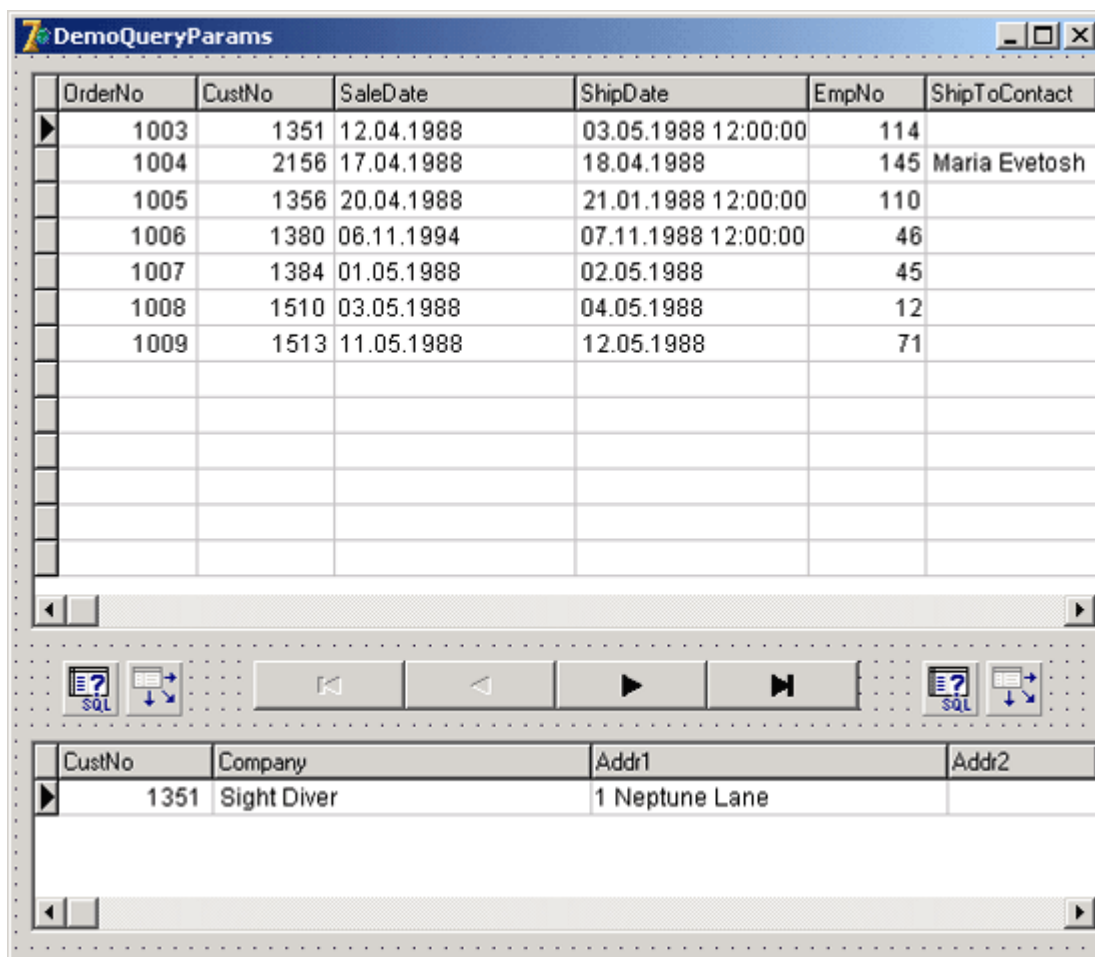 DemoQueryParams
OrderNo CustNo SaleDate ShipDate EmpNo ShipToContact
1003 1351 12.04.1988 03.05.1988 12:00:00 114
1004 2156 17.04.1988 18.04.1988 145 Maria Evetosh
1005 1356 20.04.1988 21.01.1988 12:00:00 110
1006 1380 06.11.1994 07.11.1988 12:00:00 46
1007 1384 01.05.1988 02.05.1988 45
1008 1510 03.05.1988 04.05.1988 12
1009 1513 11.05.1988 12.05.1988 71
SQL SQL
CustNo Company Addr1 Addr2
1351 Sight Diver 1 Neptune Lane